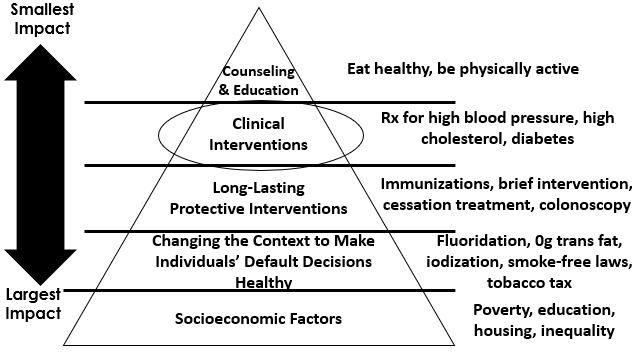 Smallest
Impact
Counseling
& Education
Eat healthy, be physically active
Clinical
Interventions
Rx for high blood pressure, high
cholesterol, diabetes
Long-Lasting
Protective Interventions
Immunizations, brief intervention,
cessation treatment, colonoscopy
Changing the Context to Make
Individuals’ Default Decisions
Healthy
Fluoridation, 0g trans fat,
iodization, smoke-free laws,
tobacco tax
Largest
Impact
Socioeconomic Factors
Poverty, education,
housing, inequality